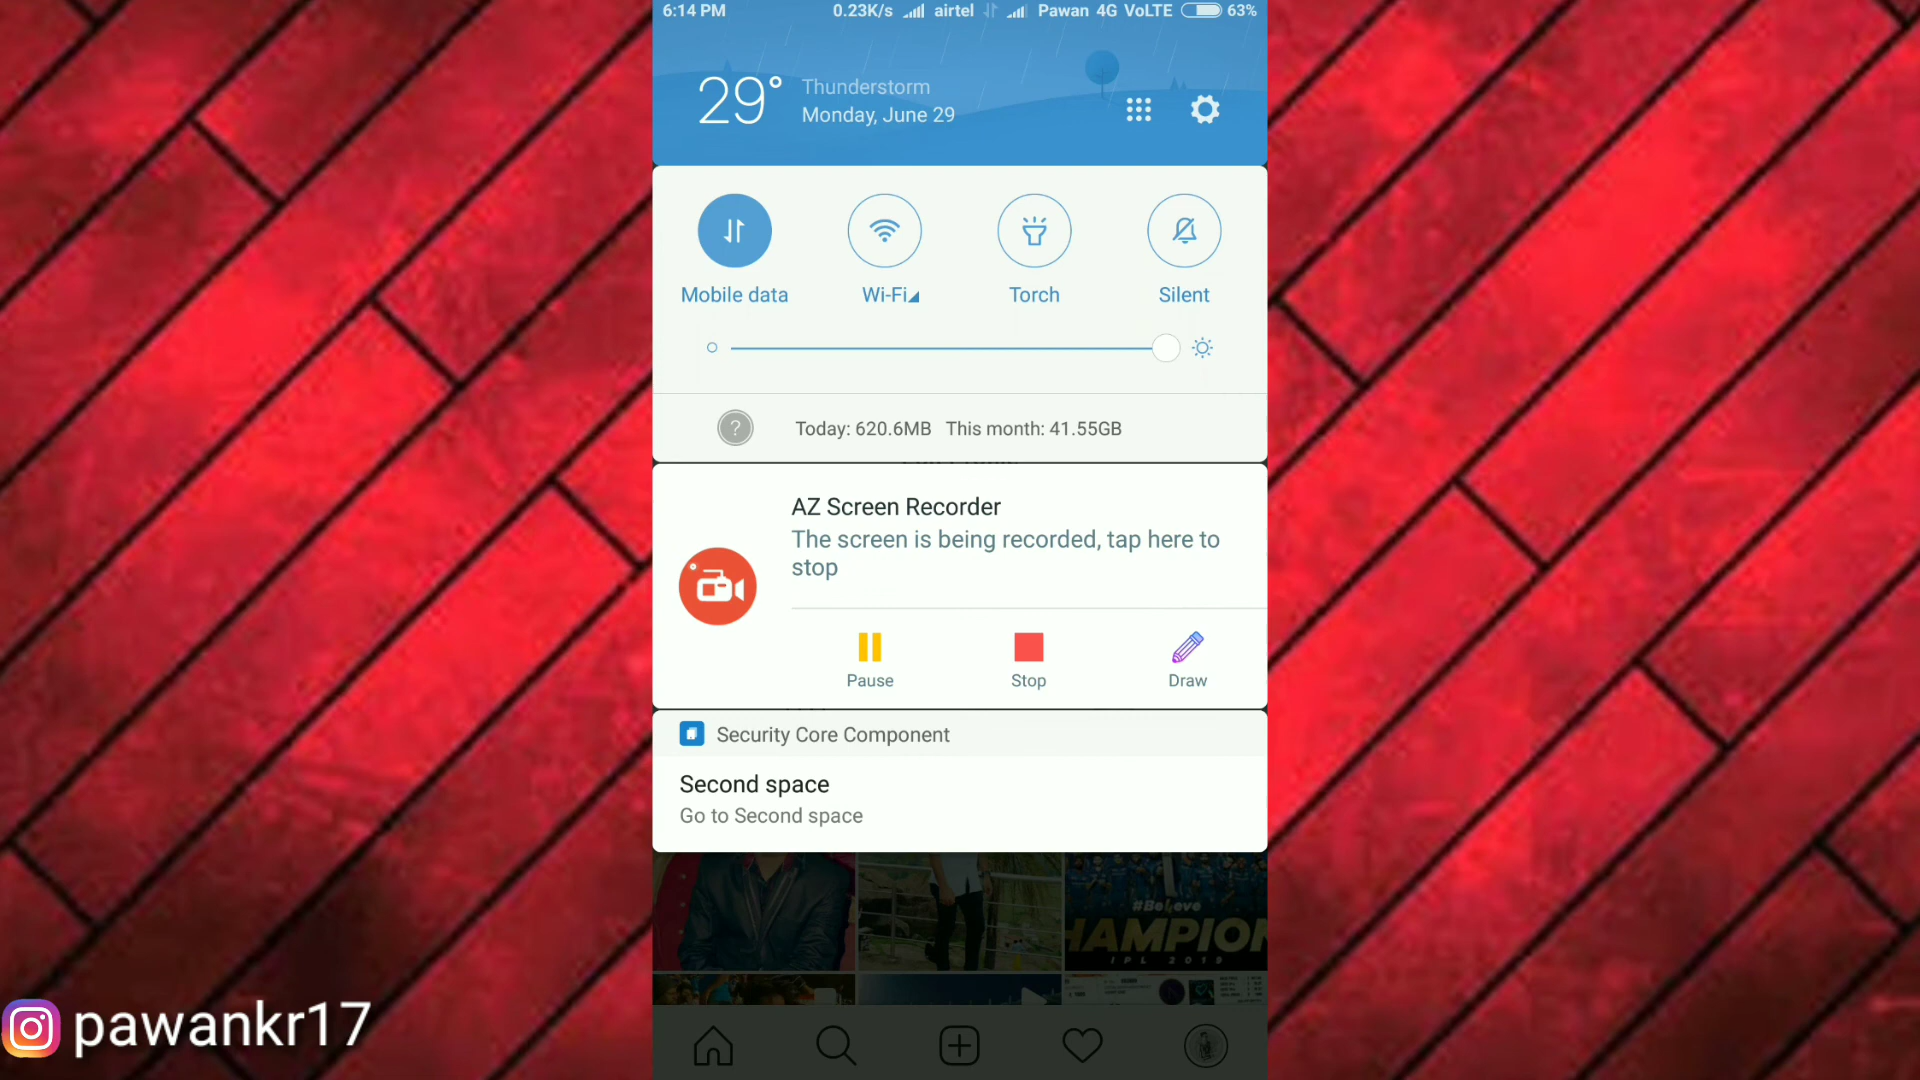 6:14 PM 0.23K/s airtel Pawan 4G VoLTE 63%
29° Thunderstorm
Monday, June 29
Mobile data Wi-Fi Torch Silent
? Today: 620.6MB This month: 41.55GB
AZ Screen Recorder
The screen is being recorded, tap here to
stop
Pause Stop Draw
Security Core Component
Second space
Go to Second space
#Believe
HAMPION
IPL 2019
pawankr17